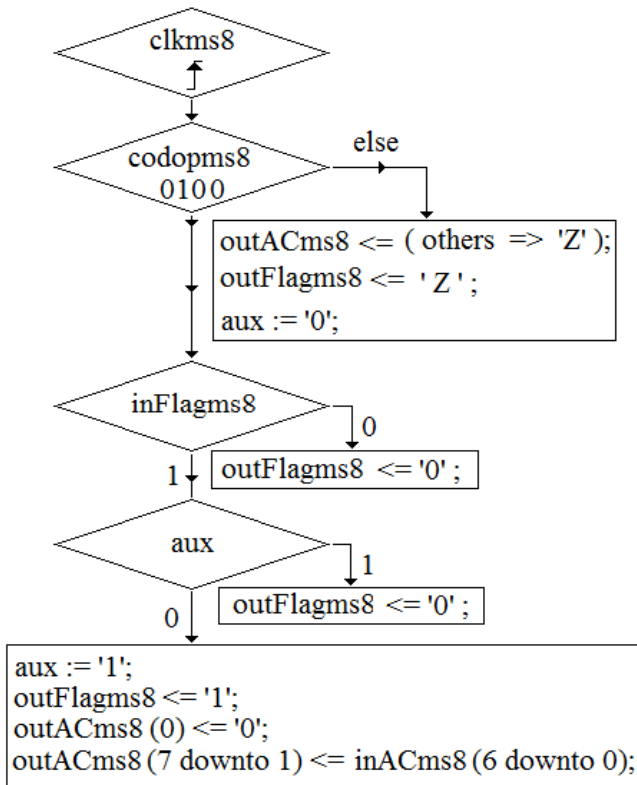 clkms8
codopms8
0100
else
outACms8 <= ( others => 'Z' );
outFlagms8 <= ' Z ' ;
aux := '0';
inFlagms8
0
outFlagms8 <= '0' ;
1
aux
1
outFlagms8 <= '0' ;
0
aux := '1';
outFlagms8 <= '1';
outACms8 (0) <= '0';
outACms8 (7 downto 1) <= inACms8 (6 downto 0);